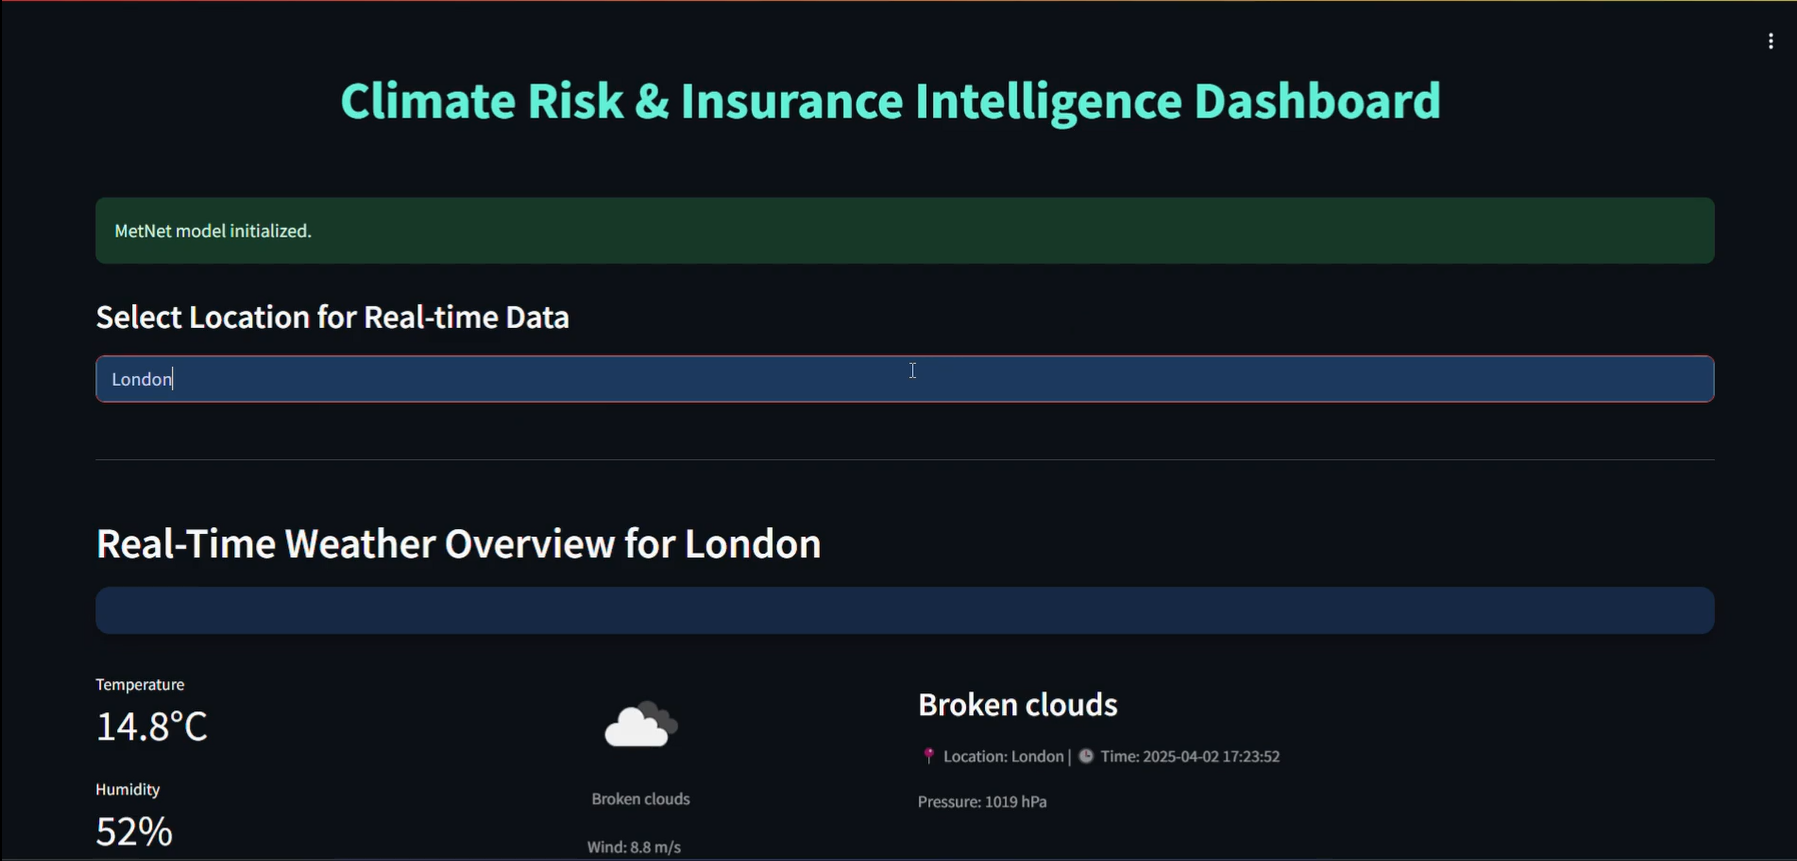 Climate Risk & Insurance Intelligence Dashboard
MetNet model initialized.
Select Location for Real-time Data
London
Real-Time Weather Overview for London
Temperature
14.8°C
Humidity
52%
Broken clouds
Wind: 8.8 m/s
Broken clouds
Location: London | Time: 2025-04-02 17:23:52
Pressure: 1019 hPa